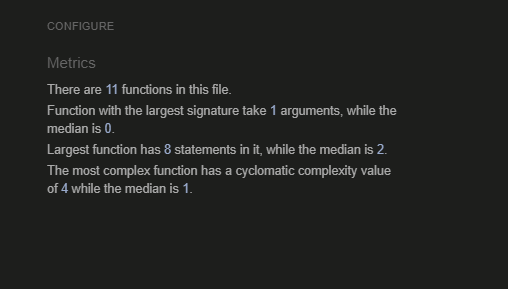 CONFIGURE
Metrics
There are 11 functions in this file.
Function with the largest signature take 1 arguments, while the
median is 0.
Largest function has 8 statements in it, while the median is 2.
The most complex function has a cyclomatic complexity value
of 4 while the median is 1.